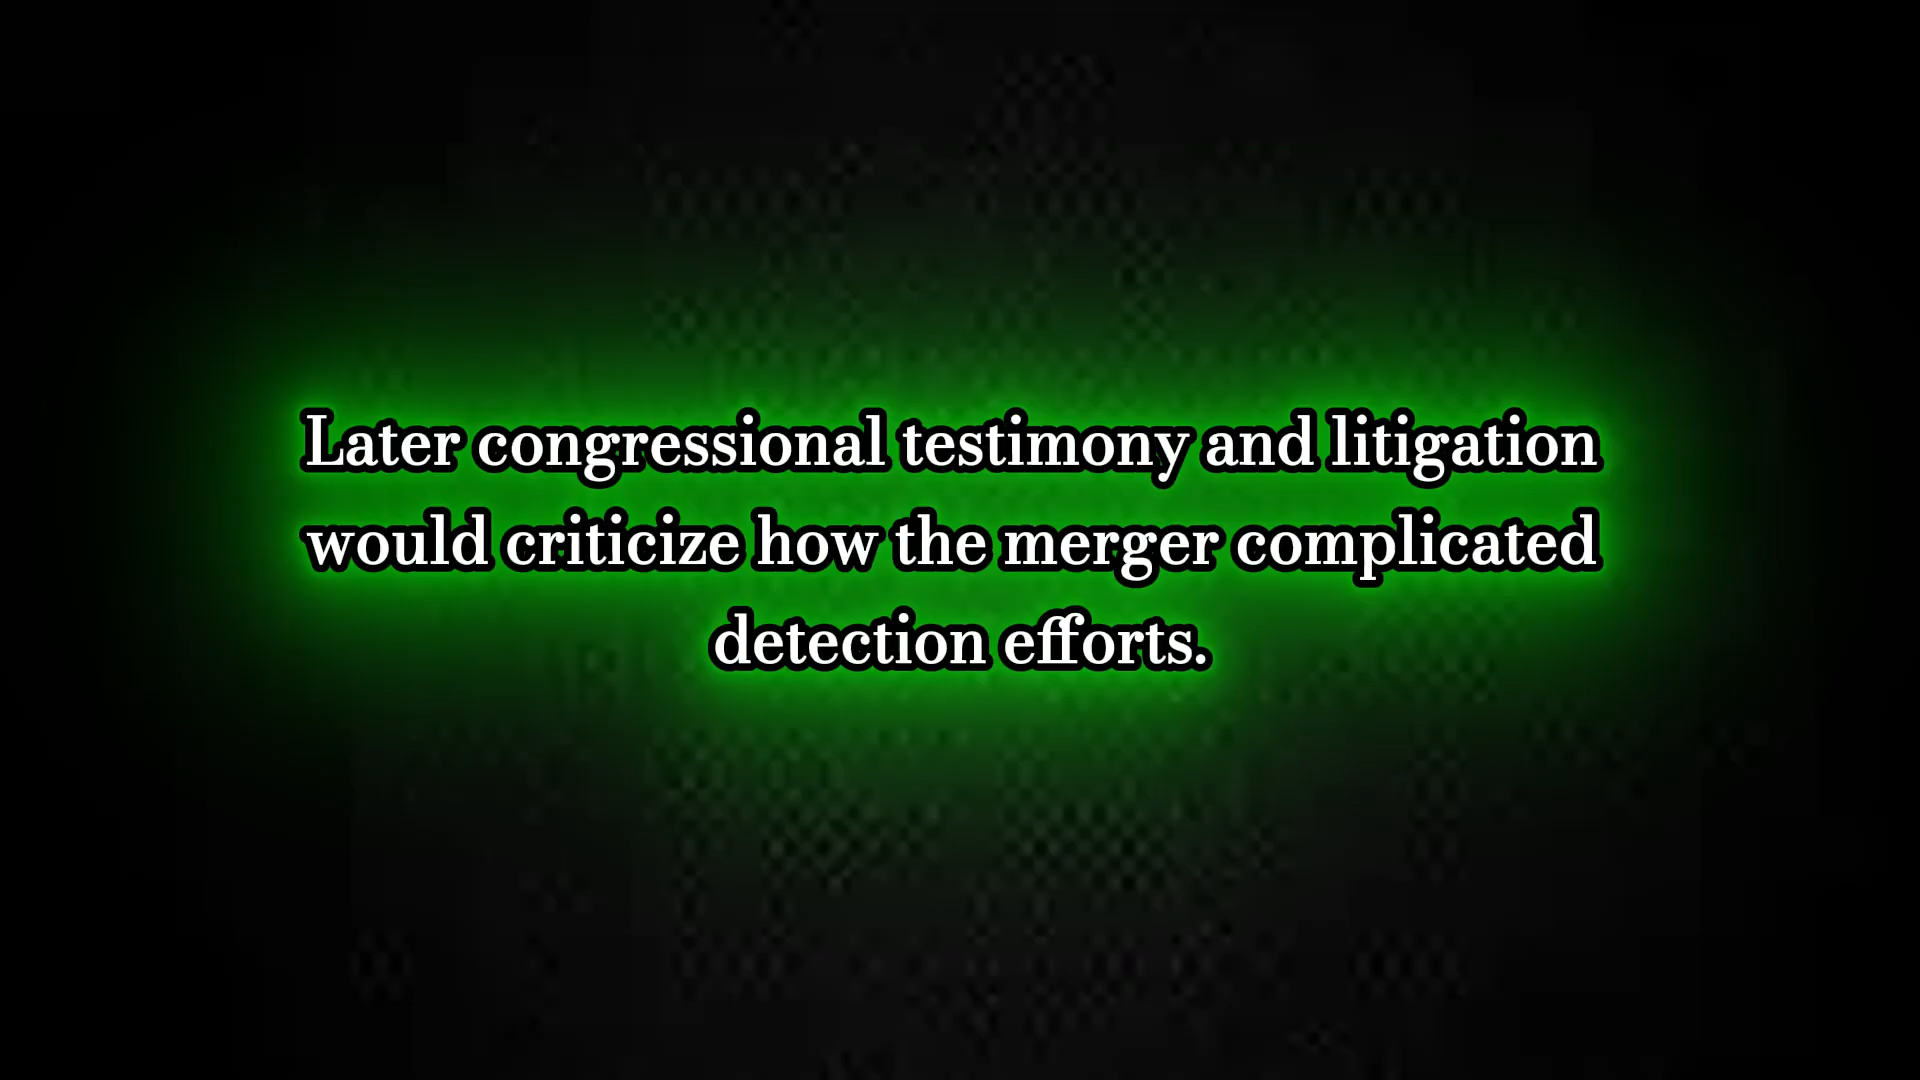 Later congressional testimony and litigation
would criticize how the merger complicated
detection efforts.